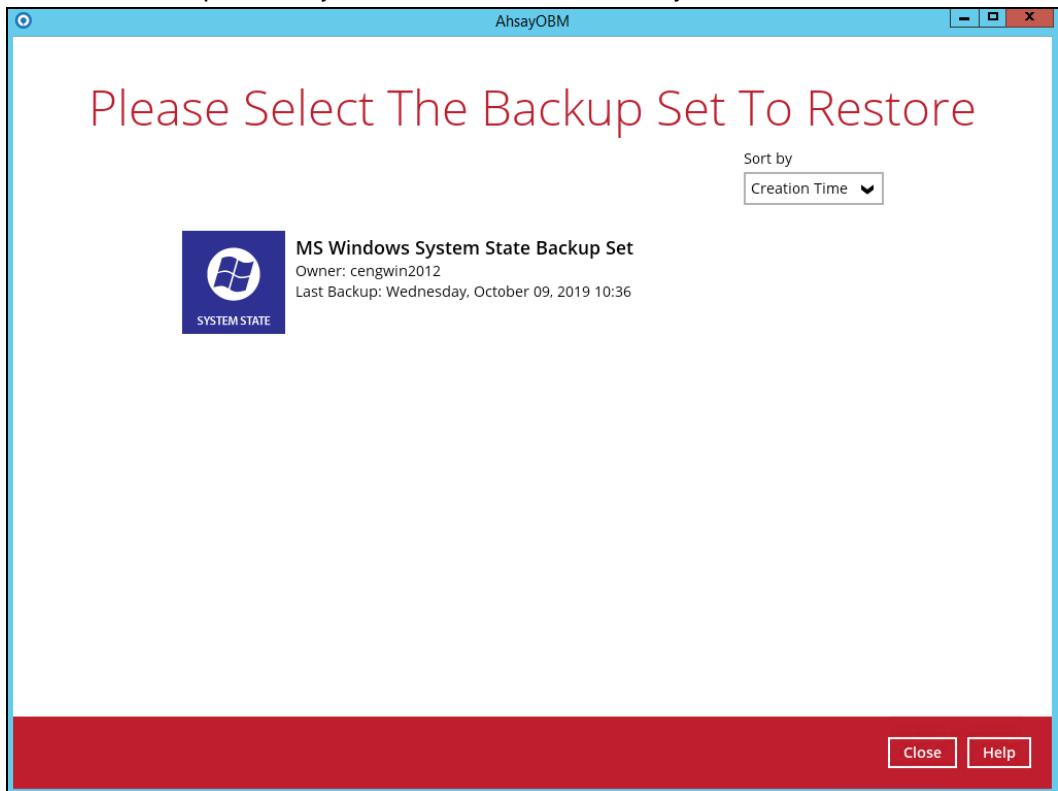 AhsayOBM
Please Select The Backup Set To Restore
Sort by
Creation Time
MS Windows System State Backup Set
Owner: cengwin2012
Last Backup: Wednesday, October 09, 2019 10:36
SYSTEM STATE
Close Help